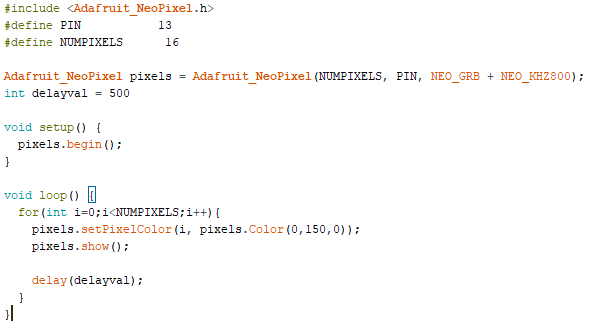 #include <Adafruit_NeoPixel.h>
#define PIN            13
#define NUMPIXELS      16
Adafruit_NeoPixel pixels = Adafruit_NeoPixel(NUMPIXELS, PIN, NEO_GRB + NEO_KHZ800);
int delayval = 500
void setup() {
  pixels.begin();
}
void loop() {
  for(int i=0;i<NUMPIXELS;i++){
    pixels.setPixelColor(i, pixels.Color(0,150,0));
    pixels.show();
    delay(delayval);
  }
}